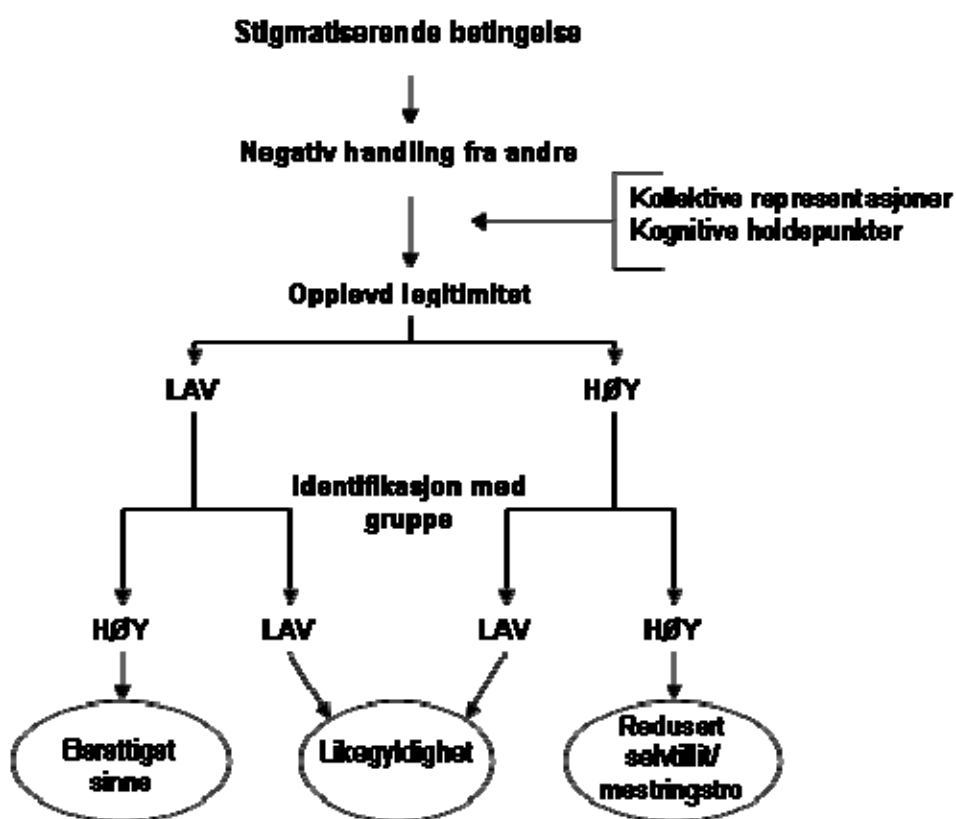 Stigmatiserende betingelse
Negativ handling fra andre
Kollektive representasjoner
Kognitive holdepunkter
Opplevd legitimitet
LAV
HØY
Identifikasjon med
gruppe
HØY
LAV
LAV
HØY
Berettiget
sinne
Likegyldighet
Redusert
selvtillit/
mestringstro